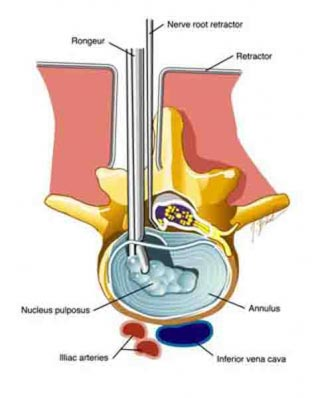 Nerve root retractor
Rongeur
Retractor
Nucleus pulposus
Annulus
Illiac arteries
Inferior vena cava